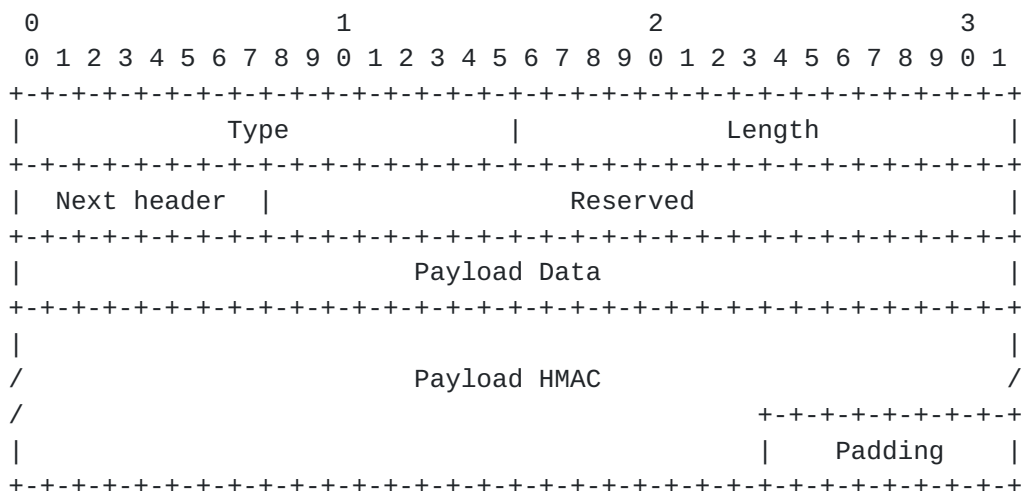 0                   1                   2                   3
0 1 2 3 4 5 6 7 8 9 0 1 2 3 4 5 6 7 8 9 0 1 2 3 4 5 6 7 8 9 0 1
+-+-+-+-+-+-+-+-+-+-+-+-+-+-+-+-+-+-+-+-+-+-+-+-+-+-+-+-+-+-+-+-+
|             Type              |             Length            |
+-+-+-+-+-+-+-+-+-+-+-+-+-+-+-+-+-+-+-+-+-+-+-+-+-+-+-+-+-+-+-+-+
|  Next header  |                   Reserved                    |
+-+-+-+-+-+-+-+-+-+-+-+-+-+-+-+-+-+-+-+-+-+-+-+-+-+-+-+-+-+-+-+-+
|                         Payload Data                          |
+-+-+-+-+-+-+-+-+-+-+-+-+-+-+-+-+-+-+-+-+-+-+-+-+-+-+-+-+-+-+-+-+
|                                                               |
/                         Payload HMAC                          /
/                                               +-+-+-+-+-+-+-+-+
|                                               |    Padding    |
+-+-+-+-+-+-+-+-+-+-+-+-+-+-+-+-+-+-+-+-+-+-+-+-+-+-+-+-+-+-+-+-+